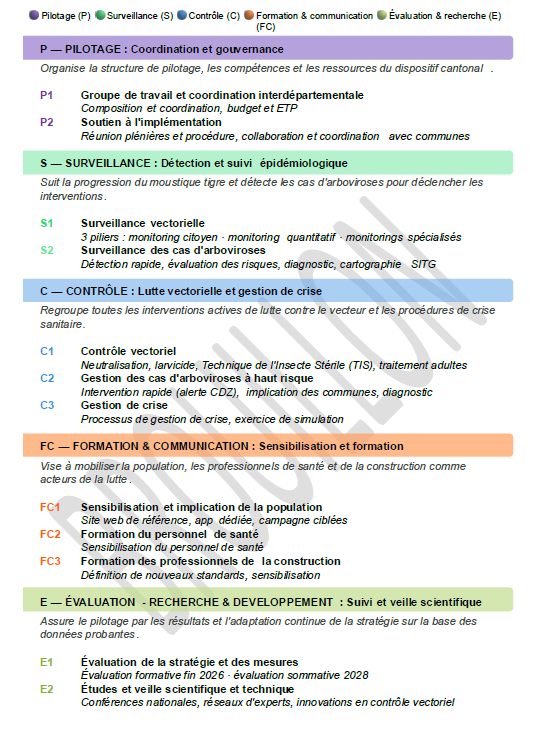 Pilotage (P) Surveillance (S) Contrôle (C) Formation & communication (FC) Évaluation & recherche (E)
P — PILOTAGE : Coordination et gouvernance
Organise la structure de pilotage, les compétences et les ressources du dispositif cantonal .
P1 Groupe de travail et coordination interdépartementale
Composition et coordination, budget et ETP
P2 Soutien à l'implémentation
Réunion plénières et procédure, collaboration et coordination avec communes
S — SURVEILLANCE : Détection et suivi épidémiologique
Suit la progression du moustique tigre et détecte les cas d'arboviroses pour déclencher les
interventions.
S1 Surveillance vectorielle
3 piliers : monitoring citoyen · monitoring quantitatif · monitorings spécialisés
S2 Surveillance des cas d'arboviroses
Détection rapide, évaluation des risques, diagnostic, cartographie SITG
C — CONTRÔLE : Lutte vectorielle et gestion de crise
Regroupe toutes les interventions actives de lutte contre le vecteur et les procédures de crise
sanitaire.
C1 Contrôle vectoriel
Neutralisation, larvicide, Technique de l'Insecte Stérile (TIS), traitement adultes
C2 Gestion des cas d'arboviroses à haut risque
Intervention rapide (alerte CDZ), implication des communes, diagnostic
C3 Gestion de crise
Processus de gestion de crise, exercice de simulation
FC — FORMATION & COMMUNICATION : Sensibilisation et formation
Vise à mobiliser la population, les professionnels de santé et de la construction comme
acteurs de la lutte.
FC1 Sensibilisation et implication de la population
Site web de référence, app dédiée, campagne ciblées
FC2 Formation du personnel de santé
Sensibilisation du personnel de santé
FC3 Formation des professionnels de la construction
Définition de nouveaux standards, sensibilisation
E — ÉVALUATION - RECHERCHE & DEVELOPPEMENT : Suivi et veille scientifique
Assure le pilotage par les résultats et l'adaptation continue de la stratégie sur la base des
données probantes.
E1 Évaluation de la stratégie et des mesures
Évaluation formative fin 2026 · évaluation sommative 2028
E2 Études et veille scientifique et technique
Conférences nationales, réseaux d'experts, innovations en contrôle vectoriel
BROUILLON